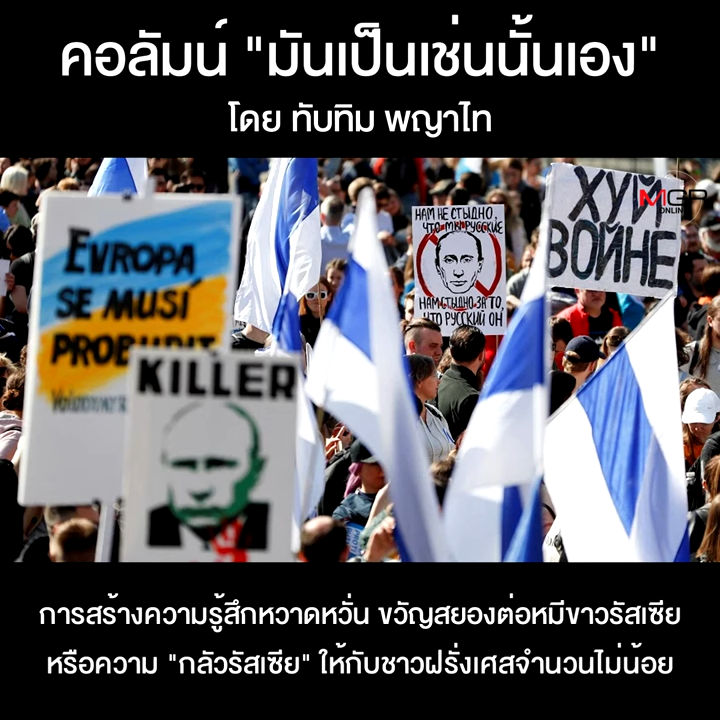 คอลัมน์ "มันเป็นเช่นนั้นเอง"
โดย ทับทิม พญาไท
MGR
ONLINE
EVROPA
SE MUSÍ
PROBUDIT
KILLER
НАМ НЕ СТЫДНО,
ЧТО МЫ РУССКИЕ
НАМ СТЫДНО ЗА ТО,
ЧТО РУССКИЙ ОН
ХУЙ
ВОЙНЕ
การสร้างความรู้สึกหวาดหวั่น ขวัญสยองต่อหมีขาวรัสเซีย
หรือความ "กลัวรัสเซีย" ให้กับชาวฝรั่งเศสจำนวนไม่น้อย